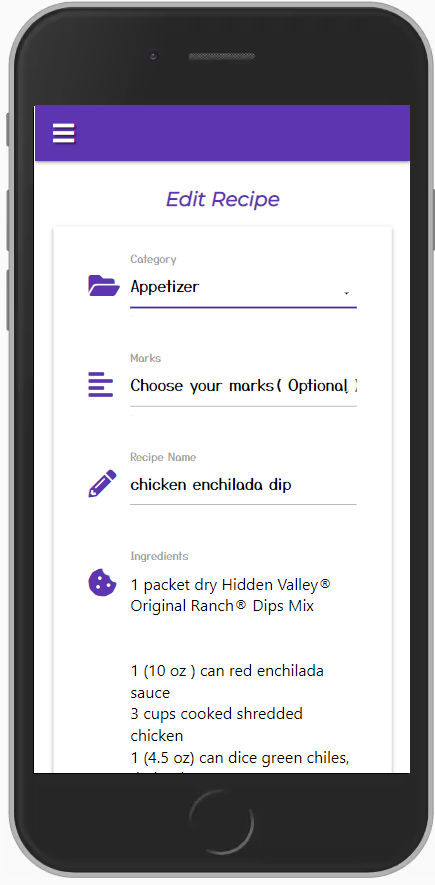 Edit Recipe
Category
Appetizer
Marks
Choose your marks( Optional )
Recipe Name
chicken enchilada dip
Ingredients
1 packet dry Hidden Valley®
Original Ranch® Dips Mix
1 (10 oz ) can red enchilada
sauce
3 cups cooked shredded
chicken
1 (4.5 oz) can dice green chiles,